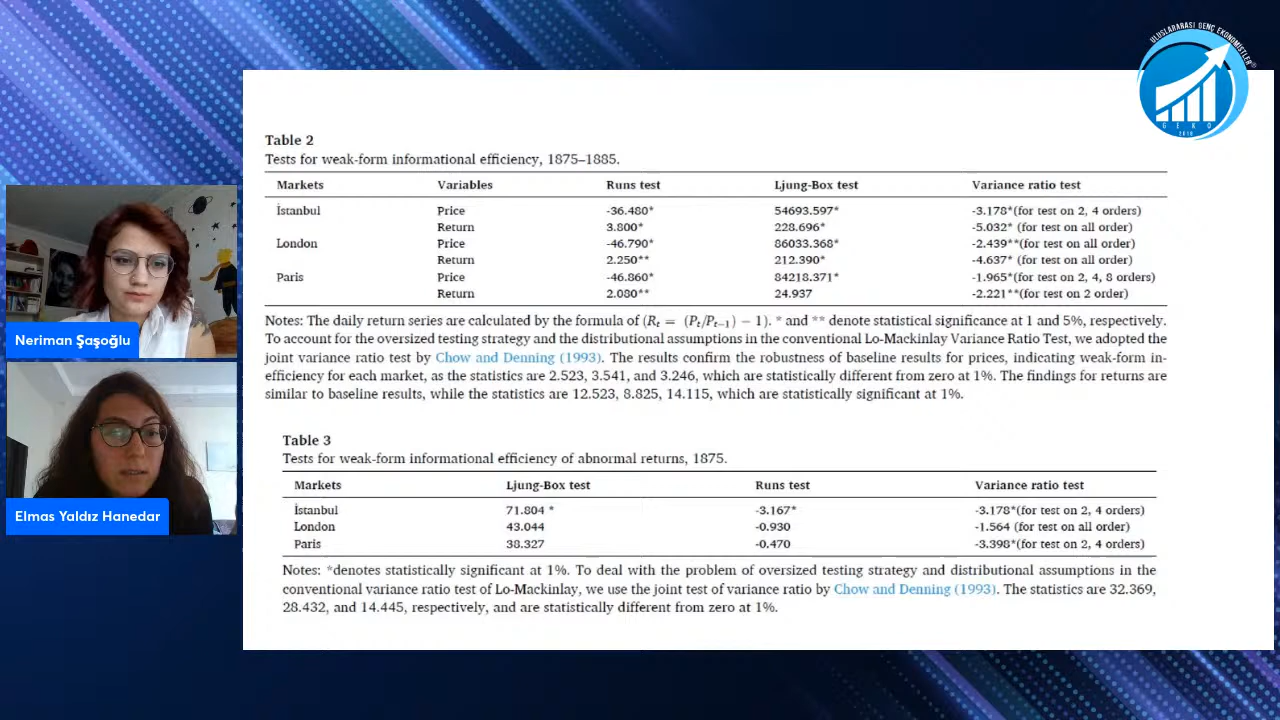 ULUSLARARASI GENÇ EKONOMİSTLER®
GEKO
2018
Neriman Şaşoğlu
Elmas Yaldız Hanedar
Table 2
Tests for weak-form informational efficiency, 1875–1885.
Markets Variables Runs test Ljung-Box test Variance ratio test
İstanbul Price -36.480* 54693.597* -3.178*(for test on 2, 4 orders)
Return 3.800* 228.696* -5.032* (for test on all order)
London Price -46.790* 86033.368* -2.439**(for test on all order)
Return 2.250** 212.390* -4.637* (for test on all order)
Paris Price -46.860* 84218.371* -1.965*(for test on 2, 4, 8 orders)
Return 2.080** 24.937 -2.221**(for test on 2 order)
Notes: The daily return series are calculated by the formula of (Rₜ = (Pₜ/Pₜ₋₁) − 1). * and ** denote statistical significance at 1 and 5%, respectively.
To account for the oversized testing strategy and the distributional assumptions in the conventional Lo-Mackinlay Variance Ratio Test, we adopted the
joint variance ratio test by Chow and Denning (1993). The results confirm the robustness of baseline results for prices, indicating weak-form in-
efficiency for each market, as the statistics are 2.523, 3.541, and 3.246, which are statistically different from zero at 1%. The findings for returns are
similar to baseline results, while the statistics are 12.523, 8.825, 14.115, which are statistically significant at 1%.
Table 3
Tests for weak-form informational efficiency of abnormal returns, 1875.
Markets Ljung-Box test Runs test Variance ratio test
İstanbul 71.804 * -3.167* -3.178*(for test on 2, 4 orders)
London 43.044 -0.930 -1.564 (for test on all order)
Paris 38.327 -0.470 -3.398*(for test on 2, 4 orders)
Notes: *denotes statistically significant at 1%. To deal with the problem of oversized testing strategy and distributional assumptions in the
conventional variance ratio test of Lo-Mackinlay, we use the joint test of variance ratio by Chow and Denning (1993). The statistics are 32.369,
28.432, and 14.445, respectively, and are statistically different from zero at 1%.